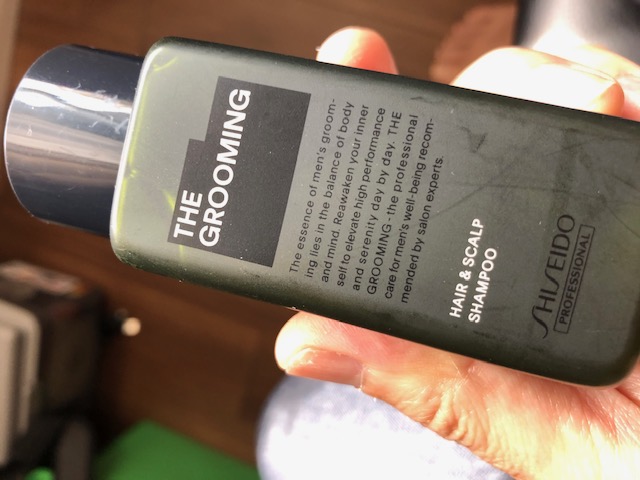 THE
GROOMING
The essence of men's groom-
ing lies in the balance of body
and mind. Reawaken your inner
self to elevate high performance
and serenity day by day. THE
GROOMING - the professional
care for men's well-being recom-
mended by salon experts.
HAIR & SCALP
SHAMPOO
SHISEIDO
PROFESSIONAL